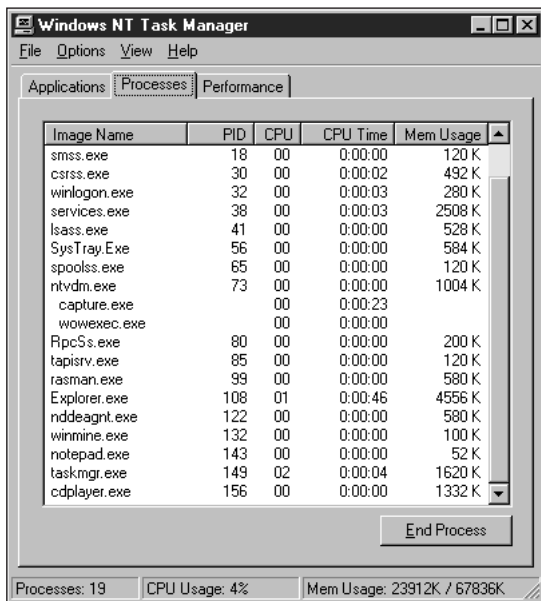 Windows NT Task Manager
File Options View Help
Applications Processes Performance
Image Name PID CPU CPU Time Mem Usage
smss.exe 18 00 0:00:00 120 K
csrss.exe 30 00 0:00:02 492 K
winlogon.exe 32 00 0:00:03 280 K
services.exe 38 00 0:00:03 2508 K
lsass.exe 41 00 0:00:00 528 K
SysTray.Exe 56 00 0:00:00 584 K
spoolss.exe 65 00 0:00:00 120 K
ntvdm.exe 73 00 0:00:00 1004 K
capture.exe 00 0:00:23
wowexec.exe 00 0:00:00
RpcSs.exe 80 00 0:00:00 200 K
tapisrv.exe 85 00 0:00:00 120 K
rasman.exe 99 00 0:00:00 580 K
Explorer.exe 108 01 0:00:46 4556 K
nddeagnt.exe 122 00 0:00:00 580 K
winmine.exe 132 00 0:00:00 100 K
notepad.exe 143 00 0:00:00 52 K
taskmgr.exe 149 02 0:00:04 1620 K
cdplayer.exe 156 00 0:00:00 1332 K
End Process
Processes: 19 CPU Usage: 4% Mem Usage: 23912K / 67836K